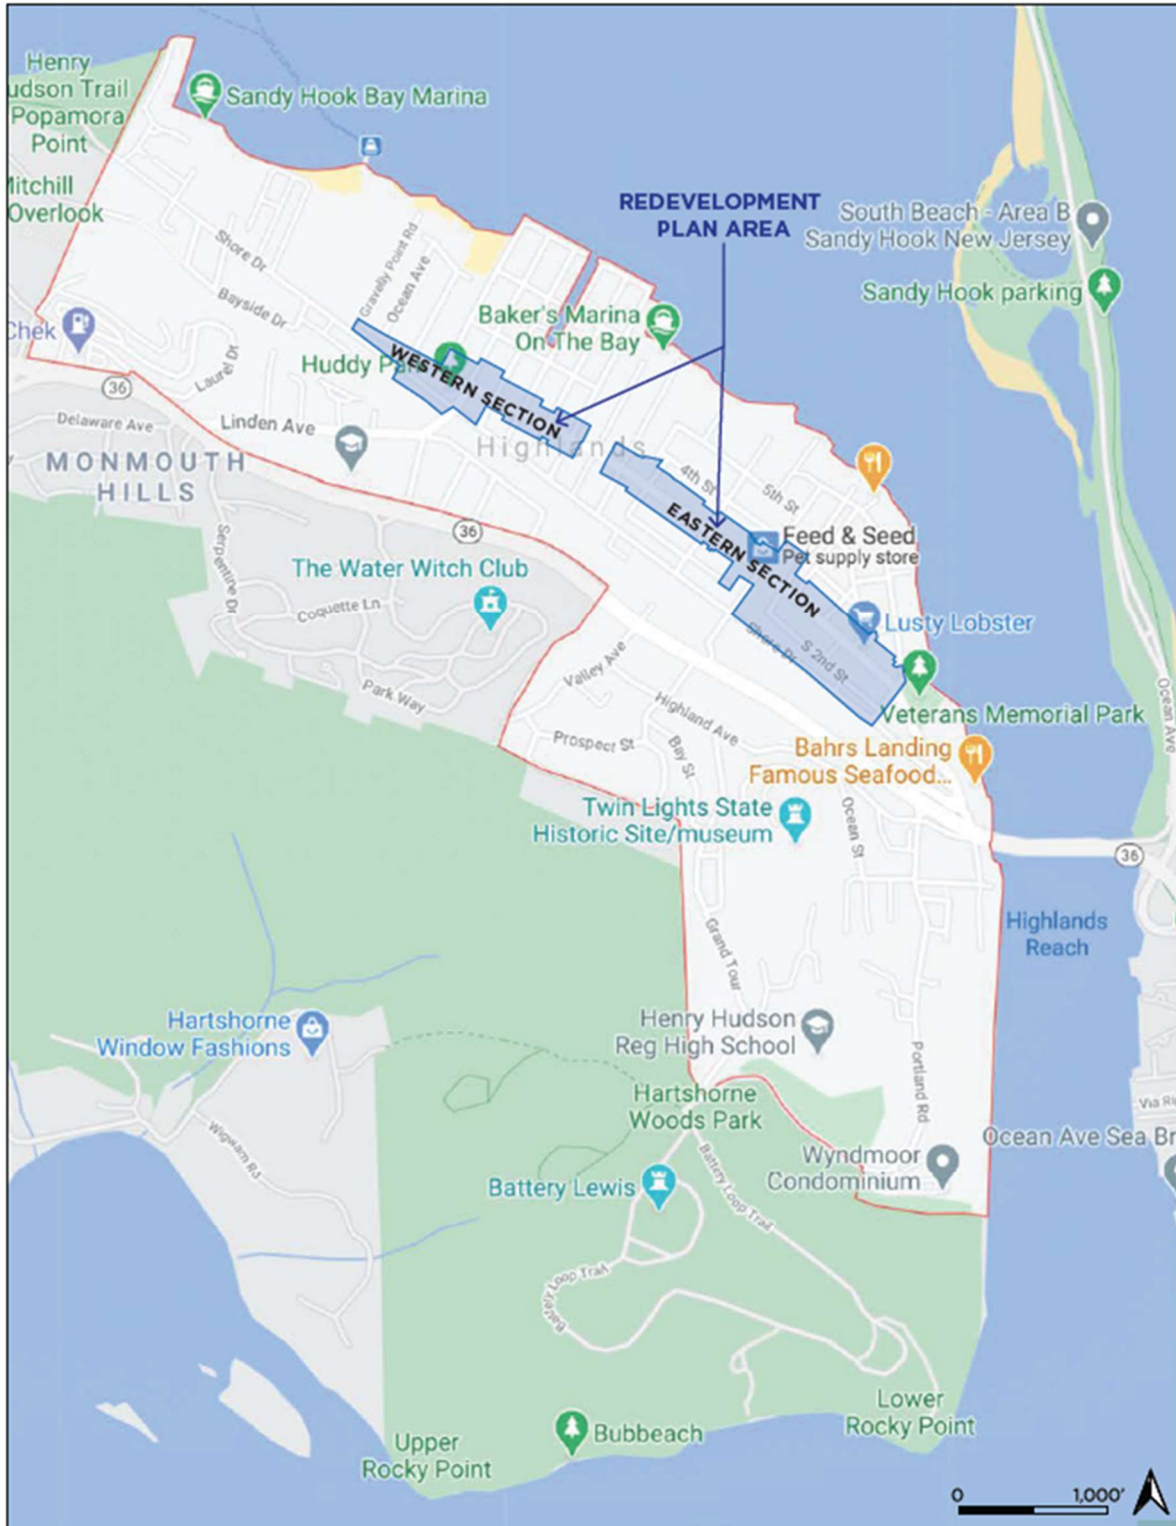 Henry
udson Trail
Popamora
Point
Sandy Hook Bay Marina
Mitchill
Overlook
REDEVELOPMENT
PLAN AREA
South Beach - Area B
Sandy Hook New Jersey
Sandy Hook parking
Shore Dr
Gravelly Point Rd
Ocean Ave
Bayside Dr
Baker's Marina
On The Bay
Chek
Huddy Pa
WESTERN SECTION
Laurel Dr
36
Delaware Ave
Linden Ave
Highlands
MONMOUTH
HILLS
4th St
5th St
EASTERN SECTION
36
Feed & Seed
Pet supply store
Serpentine Dr
The Water Witch Club
Coquette Ln
Lusty Lobster
Shore Dr
S 2nd St
Valley Ave
Park Way
Highland Ave
Veterans Memorial Park
Ocean Ave
Prospect St
Bay St
Bahrs Landing
Famous Seafood...
Twin Lights State
Historic Site/museum
Ocean St
36
Highlands
Reach
Grand Tour
Hartshorne
Window Fashions
Henry Hudson
Reg High School
Portland Rd
Hartshorne
Woods Park
Via Ri
Wigwam Rd
Ocean Ave Sea Br
Wyndmoor
Condominium
Battery Lewis
Battery Loop Trail
Battery Loop Trail
Lower
Rocky Point
Bubbeach
Upper
Rocky Point
0 1,000'